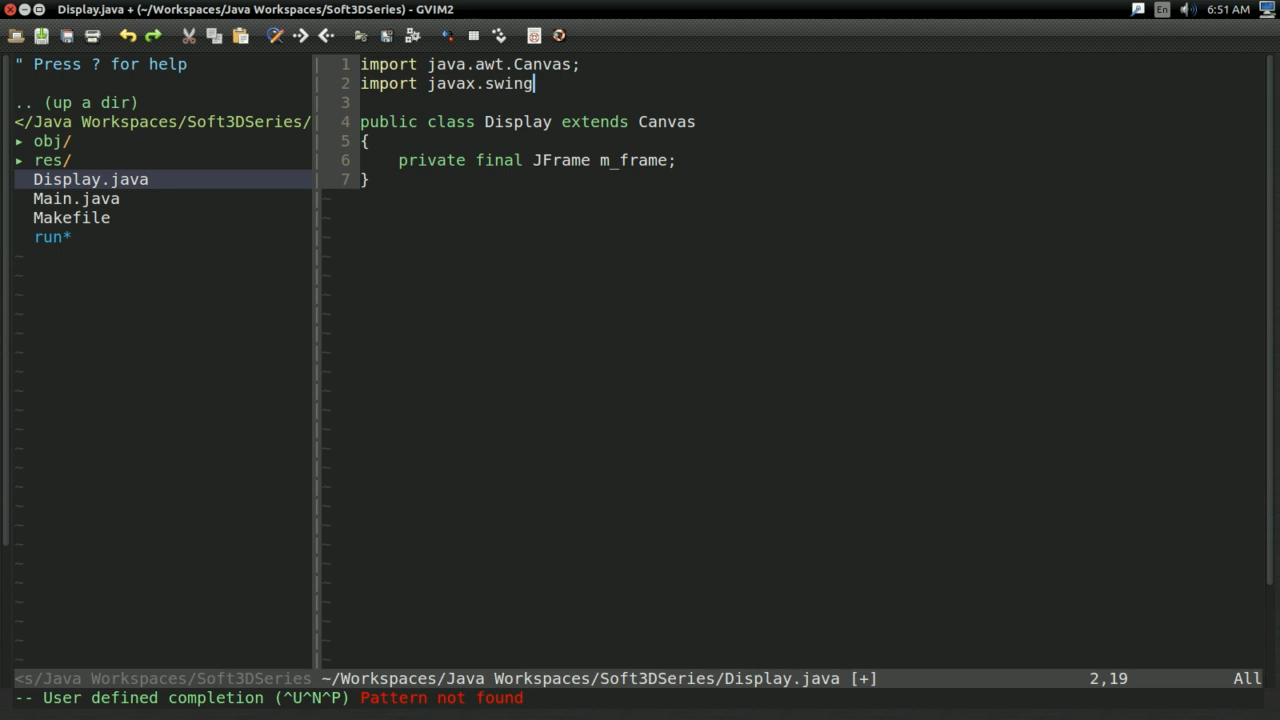 Display.java + (~/Workspaces/Java Workspaces/Soft3DSeries) - GVIM2
En
6:51 AM
" Press ? for help
.. (up a dir)
</Java Workspaces/Soft3DSeries/
▸ obj/
▸ res/
Display.java
Main.java
Makefile
run*
1 import java.awt.Canvas;
2 import javax.swing
3
4 public class Display extends Canvas
5 {
6     private final JFrame m_frame;
7 }
<s/Java Workspaces/Soft3DSeries ~/Workspaces/Java Workspaces/Soft3DSeries/Display.java [+] 2,19 All
-- User defined completion (^U^N^P) Pattern not found